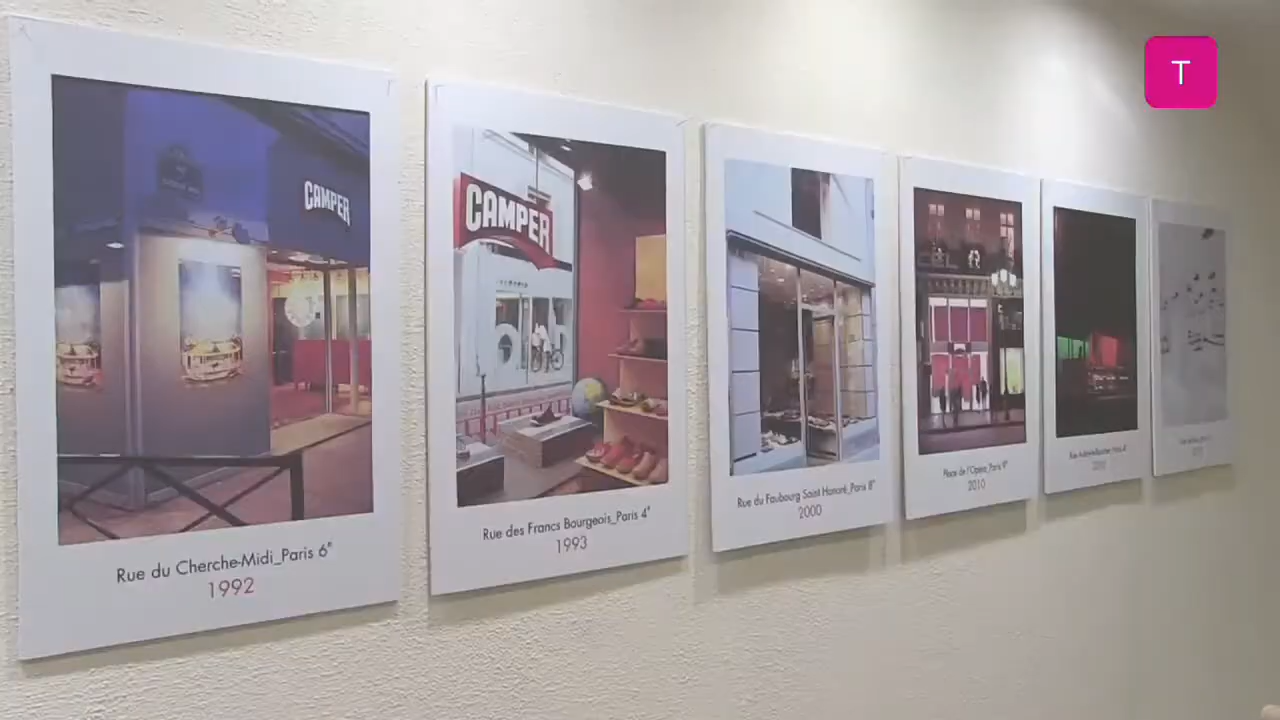 T
CAMPER
Rue du Cherche-Midi_Paris 6e
1992
CAMPER
Rue des Francs Bourgeois_Paris 4e
1993
Rue du Faubourg Saint Honoré_Paris 8e
2000
Place de l'Opéra_Paris 9e
2010